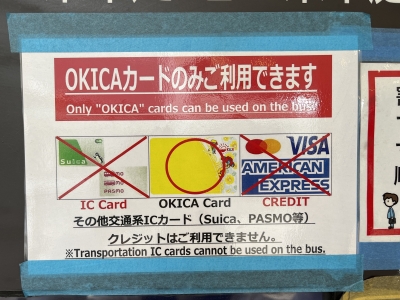 OKICAカードのみご利用できます
Only "OKICA" cards can be used on the bus.
Suica
PASMO
VISA
AMERICAN EXPRESS
IC Card
OKICA Card
CREDIT
その他交通系ICカード（Suica、PASMO等）
クレジットはご利用できません。
※Transportation IC cards cannot be used on the bus.